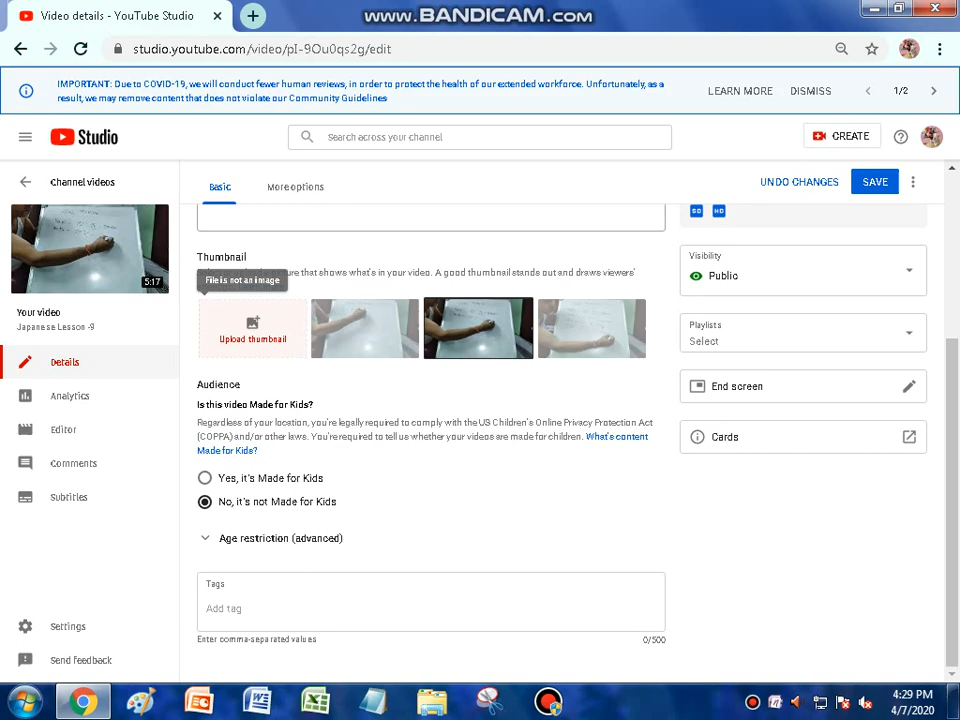 Video details - YouTube Studio
www.BANDICAM.com
studio.youtube.com/video/pI-9Ou0qs2g/edit
IMPORTANT: Due to COVID-19, we will conduct fewer human reviews, in order to protect the health of our extended workforce. Unfortunately, as a
result, we may remove content that does not violate our Community Guidelines
LEARN MORE
DISMISS
1/2
Studio
Search across your channel
CREATE
Channel videos
Basic
More options
UNDO CHANGES
SAVE
5:17
Your video
Japanese Lesson -9
Details
Analytics
Editor
Comments
Subtitles
Settings
Send feedback
SD
HD
Thumbnail
that shows what's in your video. A good thumbnail stands out and draws viewers'
File is not an image
Upload thumbnail
Audience
Is this video Made for Kids?
Regardless of your location, you're legally required to comply with the US Children's Online Privacy Protection Act
(COPPA) and/or other laws. You're required to tell us whether your videos are made for children. What's content
Made for Kids?
Yes, it's Made for Kids
No, it's not Made for Kids
Age restriction (advanced)
Tags
Add tag
Enter comma-separated values
0/500
Visibility
Public
Playlists
Select
End screen
Cards
4:29 PM
4/7/2020